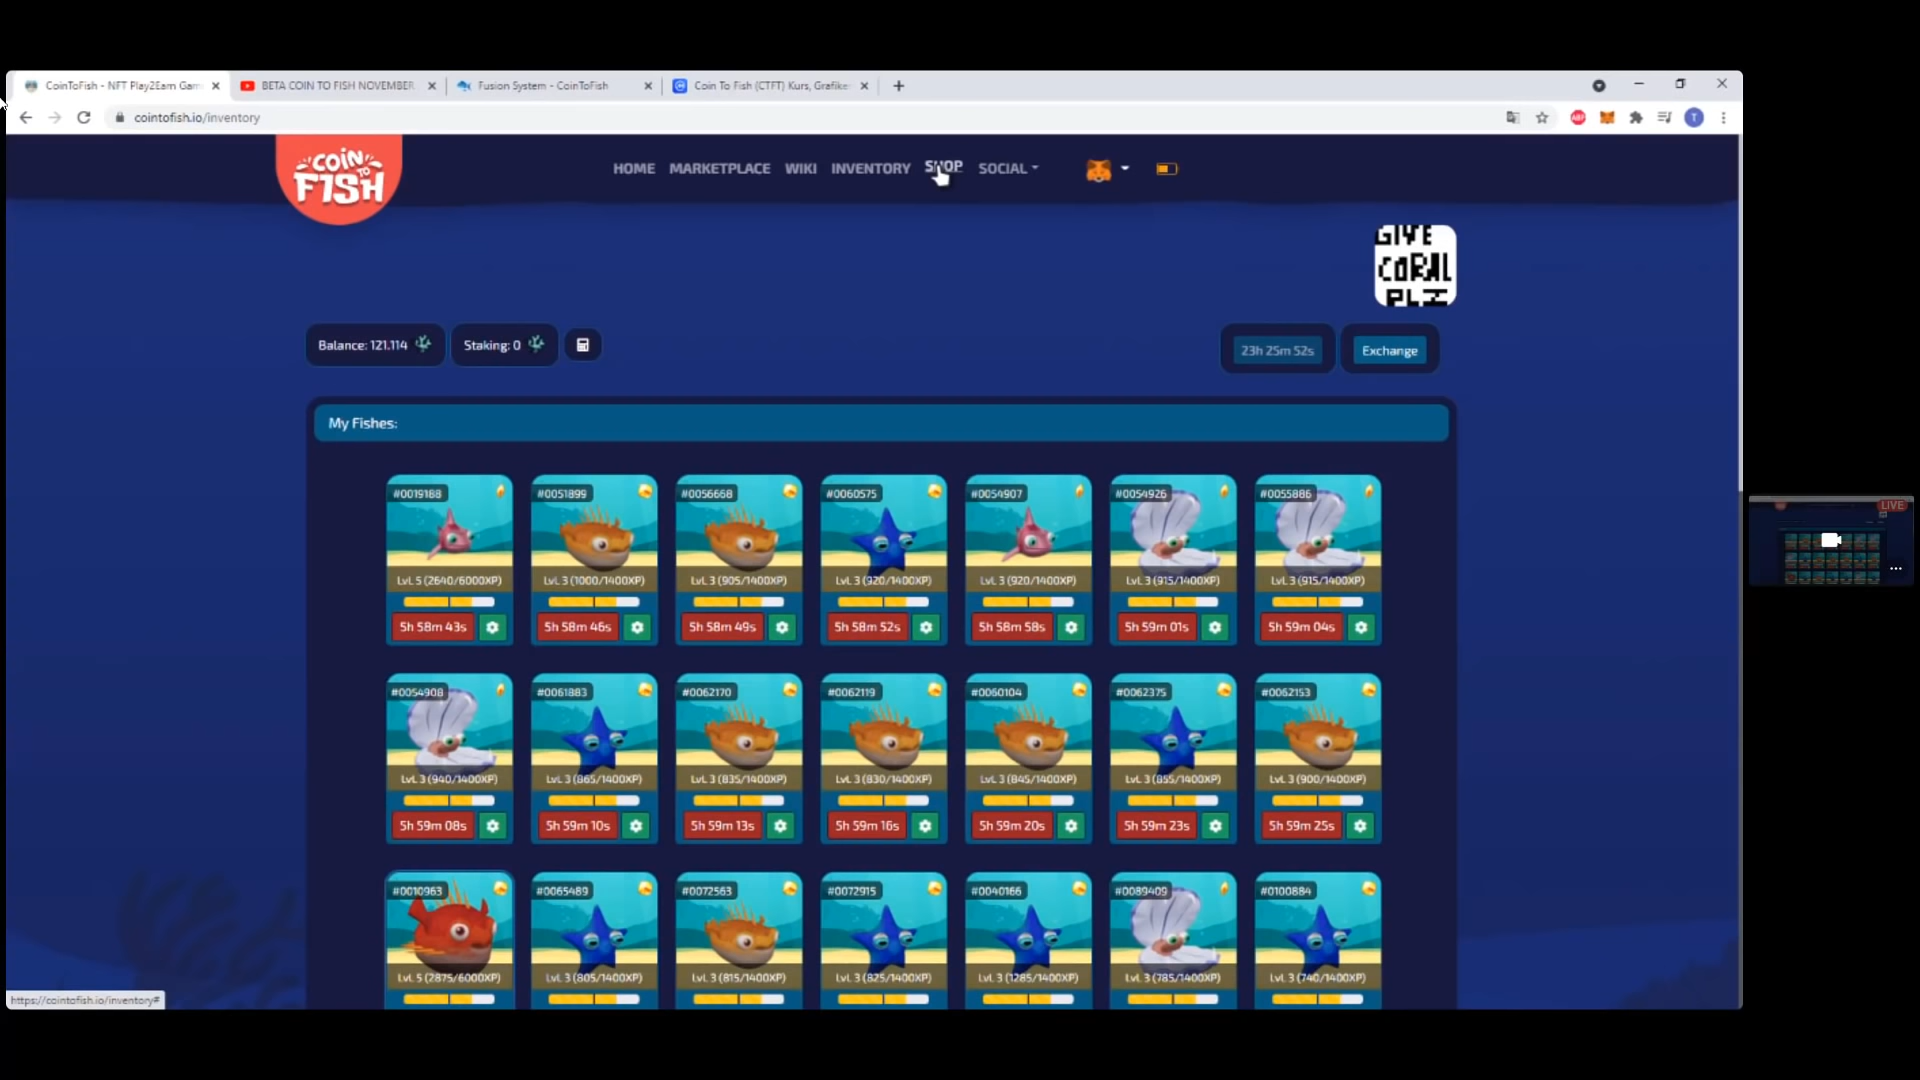 CoinToFish - NFT Play2Earn Gam
BETA COIN TO FISH NOVEMBER
Fusion System - CoinToFish
Coin To Fish (CTFT) Kurs, Grafike
cointofish.io/inventory
ABP
T
COIN TO FISH
HOME MARKETPLACE WIKI INVENTORY SHOP SOCIAL
GIVE
CORAL
Balance: 121.114
Staking: 0
23h 25m 52s
Exchange
My Fishes:
#0019188 #0051899 #0056668 #0060575 #0054907 #0054926 #0055886
LvL 5 (2640/6000XP) LvL 3 (1000/1400XP) LvL 3 (905/1400XP) LvL 3 (920/1400XP) LvL 3 (920/1400XP) LvL 3 (915/1400XP) LvL 3 (915/1400XP)
5h 58m 43s 5h 58m 46s 5h 58m 49s 5h 58m 52s 5h 58m 58s 5h 59m 01s 5h 59m 04s
#0054908 #0061883 #0062170 #0062119 #0060104 #0062375 #0062153
LvL 3 (940/1400XP) LvL 3 (865/1400XP) LvL 3 (835/1400XP) LvL 3 (830/1400XP) LvL 3 (845/1400XP) LvL 3 (855/1400XP) LvL 3 (900/1400XP)
5h 59m 08s 5h 59m 10s 5h 59m 13s 5h 59m 16s 5h 59m 20s 5h 59m 23s 5h 59m 25s
#0010963 #0065489 #0072563 #0072915 #0040166 #0089409 #0100884
LvL 5 (2875/6000XP) LvL 3 (805/1400XP) LvL 3 (815/1400XP) LvL 3 (825/1400XP) LvL 3 (1285/1400XP) LvL 3 (785/1400XP) LvL 3 (740/1400XP)
https://cointofish.io/inventory#
LIVE